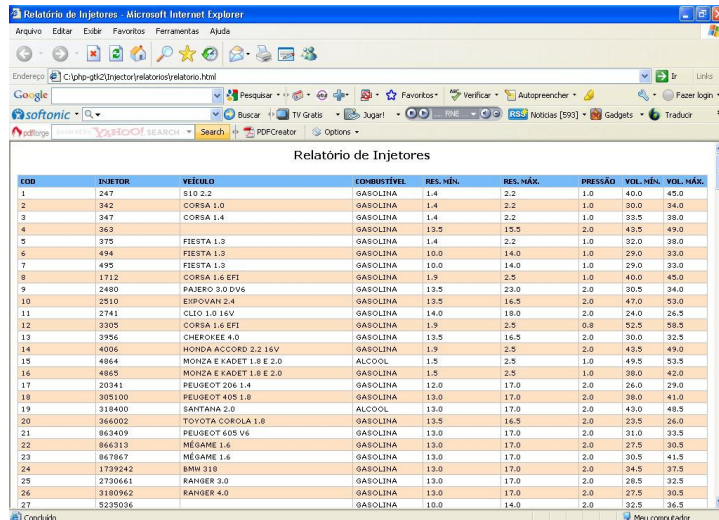 Relatório de Injetores - Microsoft Internet Explorer
Arquivo Editar Exibir Favoritos Ferramentas Ajuda
Endereço C:\php-gtk2\Injector\relatorios\relatorio.html Ir Links
Google Pesquisar Favoritos Verificar Autopreencher Fazer login
softonic Buscar TV Gratis Jugar! RNE RSS Noticias [593] Gadgets Traducir
pdfforge YAHOO! SEARCH Search PDFCreator Options
Relatório de Injetores
COD INJETOR VEÍCULO COMBUSTÍVEL RES. MÍN. RES. MÁX. PRESSÃO VOL. MÍN. VOL. MÁX.
1 247 S10 2.2 GASOLINA 1.4 2.2 1.0 40.0 45.0
2 342 CORSA 1.0 GASOLINA 1.4 2.2 1.0 30.0 34.0
3 347 CORSA 1.4 GASOLINA 1.4 2.2 1.0 33.5 38.0
4 363 GASOLINA 13.5 15.5 2.0 43.5 49.0
5 375 FIESTA 1.3 GASOLINA 1.4 2.2 1.0 32.0 38.0
6 494 FIESTA 1.3 GASOLINA 10.0 14.0 1.0 29.0 33.0
7 495 FIESTA 1.3 GASOLINA 10.0 14.0 1.0 29.0 33.0
8 1712 CORSA 1.6 EFI GASOLINA 1.9 2.5 1.0 40.0 45.0
9 2480 PAJERO 3.0 DV6 GASOLINA 13.5 23.0 2.0 30.5 34.0
10 2510 EXPOVAN 2.4 GASOLINA 13.5 16.5 2.0 47.0 53.0
11 2741 CLIO 1.0 16V GASOLINA 14.0 18.0 2.0 24.0 26.5
12 3305 CORSA 1.6 EFI GASOLINA 1.9 2.5 0.8 52.5 58.5
13 3956 CHEROKEE 4.0 GASOLINA 13.5 16.5 2.0 30.0 32.5
14 4006 HONDA ACCORD 2.2 16V GASOLINA 1.9 2.5 2.0 43.5 49.0
15 4864 MONZA E KADET 1.8 E 2.0 ALCOOL 1.5 2.5 1.0 49.5 53.5
16 4865 MONZA E KADET 1.8 E 2.0 GASOLINA 1.5 2.5 1.0 38.0 42.0
17 20341 PEUGEOT 206 1.4 GASOLINA 12.0 17.0 2.0 26.0 29.0
18 305100 PEUGEOT 405 1.8 GASOLINA 13.0 17.0 2.0 38.0 41.0
19 318400 SANTANA 2.0 ALCOOL 13.0 17.0 2.0 43.0 48.5
20 366002 TOYOTA COROLA 1.8 GASOLINA 13.5 16.5 2.0 23.5 26.0
21 863409 PEUGEOT 605 V6 GASOLINA 13.0 17.0 2.0 31.0 33.5
22 866313 MÉGAME 1.6 GASOLINA 13.0 17.0 2.0 27.5 30.5
23 867867 MÉGAME 1.6 GASOLINA 13.0 17.0 2.0 30.5 41.5
24 1739242 BMW 318 GASOLINA 13.0 17.0 2.0 34.5 37.5
25 2730661 RANGER 3.0 GASOLINA 13.0 17.0 2.0 28.5 32.5
26 3180962 RANGER 4.0 GASOLINA 13.0 17.0 2.0 27.5 30.5
27 5235036 GASOLINA 10.0 14.0 2.0 32.5 36.5
Concluído Meu computador